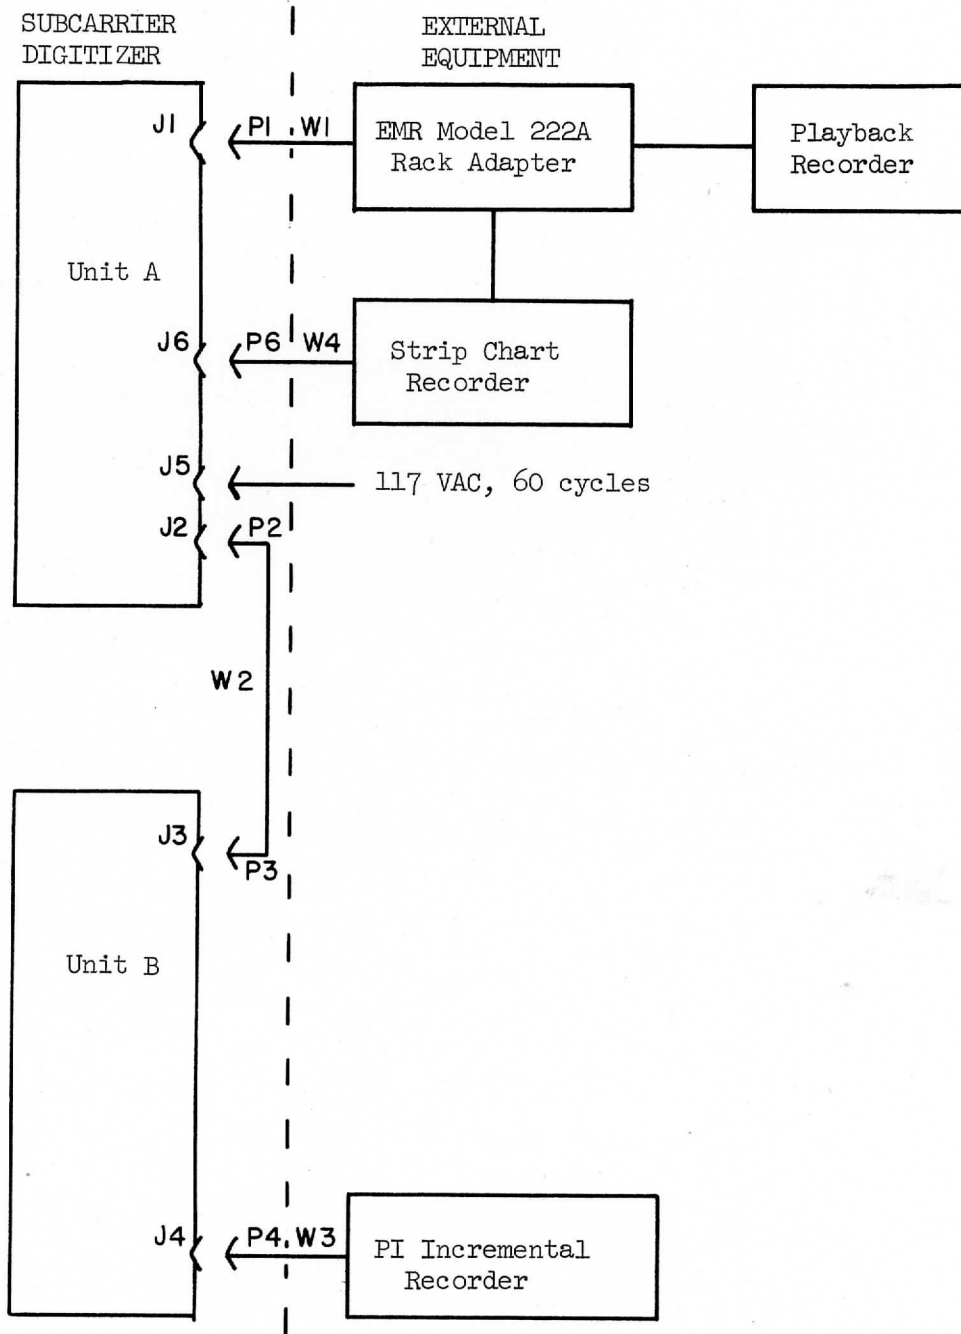 SUBCARRIER
DIGITIZER
EXTERNAL
EQUIPMENT
J1
P1
W1
EMR Model 222A
Rack Adapter
Playback
Recorder
Unit A
J6
P6
W4
Strip Chart
Recorder
J5
117 VAC, 60 cycles
J2
P2
W2
J3
P3
Unit B
J4
P4
W3
PI Incremental
Recorder